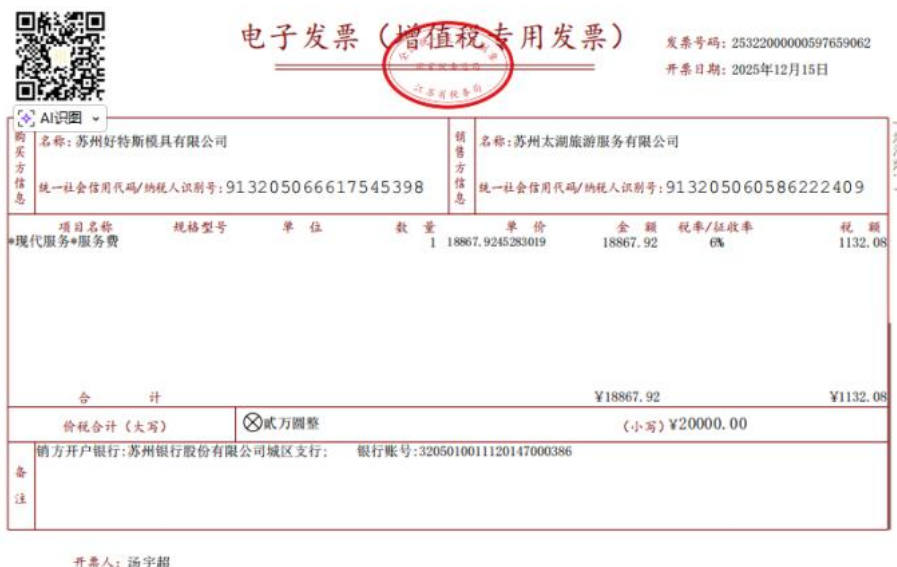 电子发票（增值税专用发票）
发票号码：25322000000597659062
开票日期：2025年12月15日
江苏省税务局
AI识图
购买方信息
名称：苏州好特斯模具有限公司
统一社会信用代码/纳税人识别号：913205066617545398
销售方信息
名称：苏州太湖旅游服务有限公司
统一社会信用代码/纳税人识别号：913205060586222409
项目名称 规格型号 单 位 数 量 单 价 金 额 税率/征收率 税 额
*现代服务*服务费 1 18867.9245283019 18867.92 6% 1132.08
合 计 ¥18867.92 ¥1132.08
价税合计（大写） ⊗贰万圆整 （小写）¥20000.00
备注
销方开户银行:苏州银行股份有限公司城区支行; 银行账号:3205010011120147000386
开票人：汤宇超